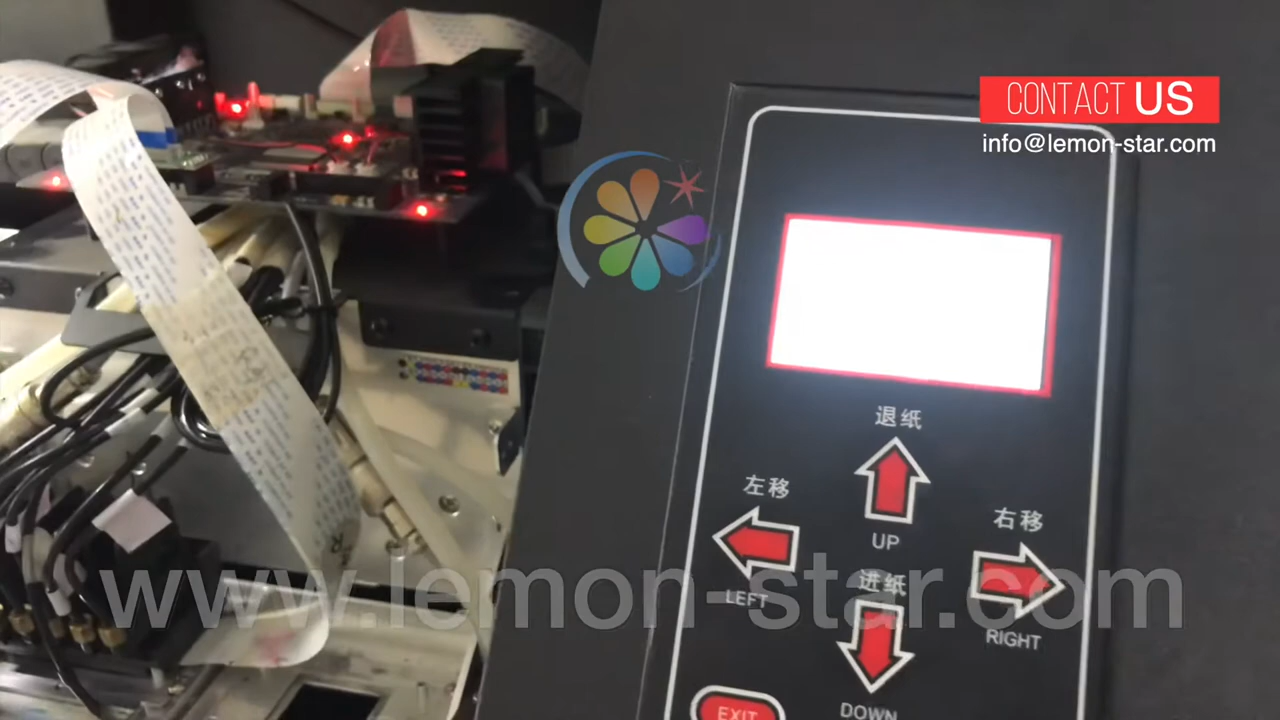 CONTACT US
info@lemon-star.com
退纸
左移
右移
UP
进纸
LEFT
RIGHT
DOWN
EXIT
www.lemon-star.com